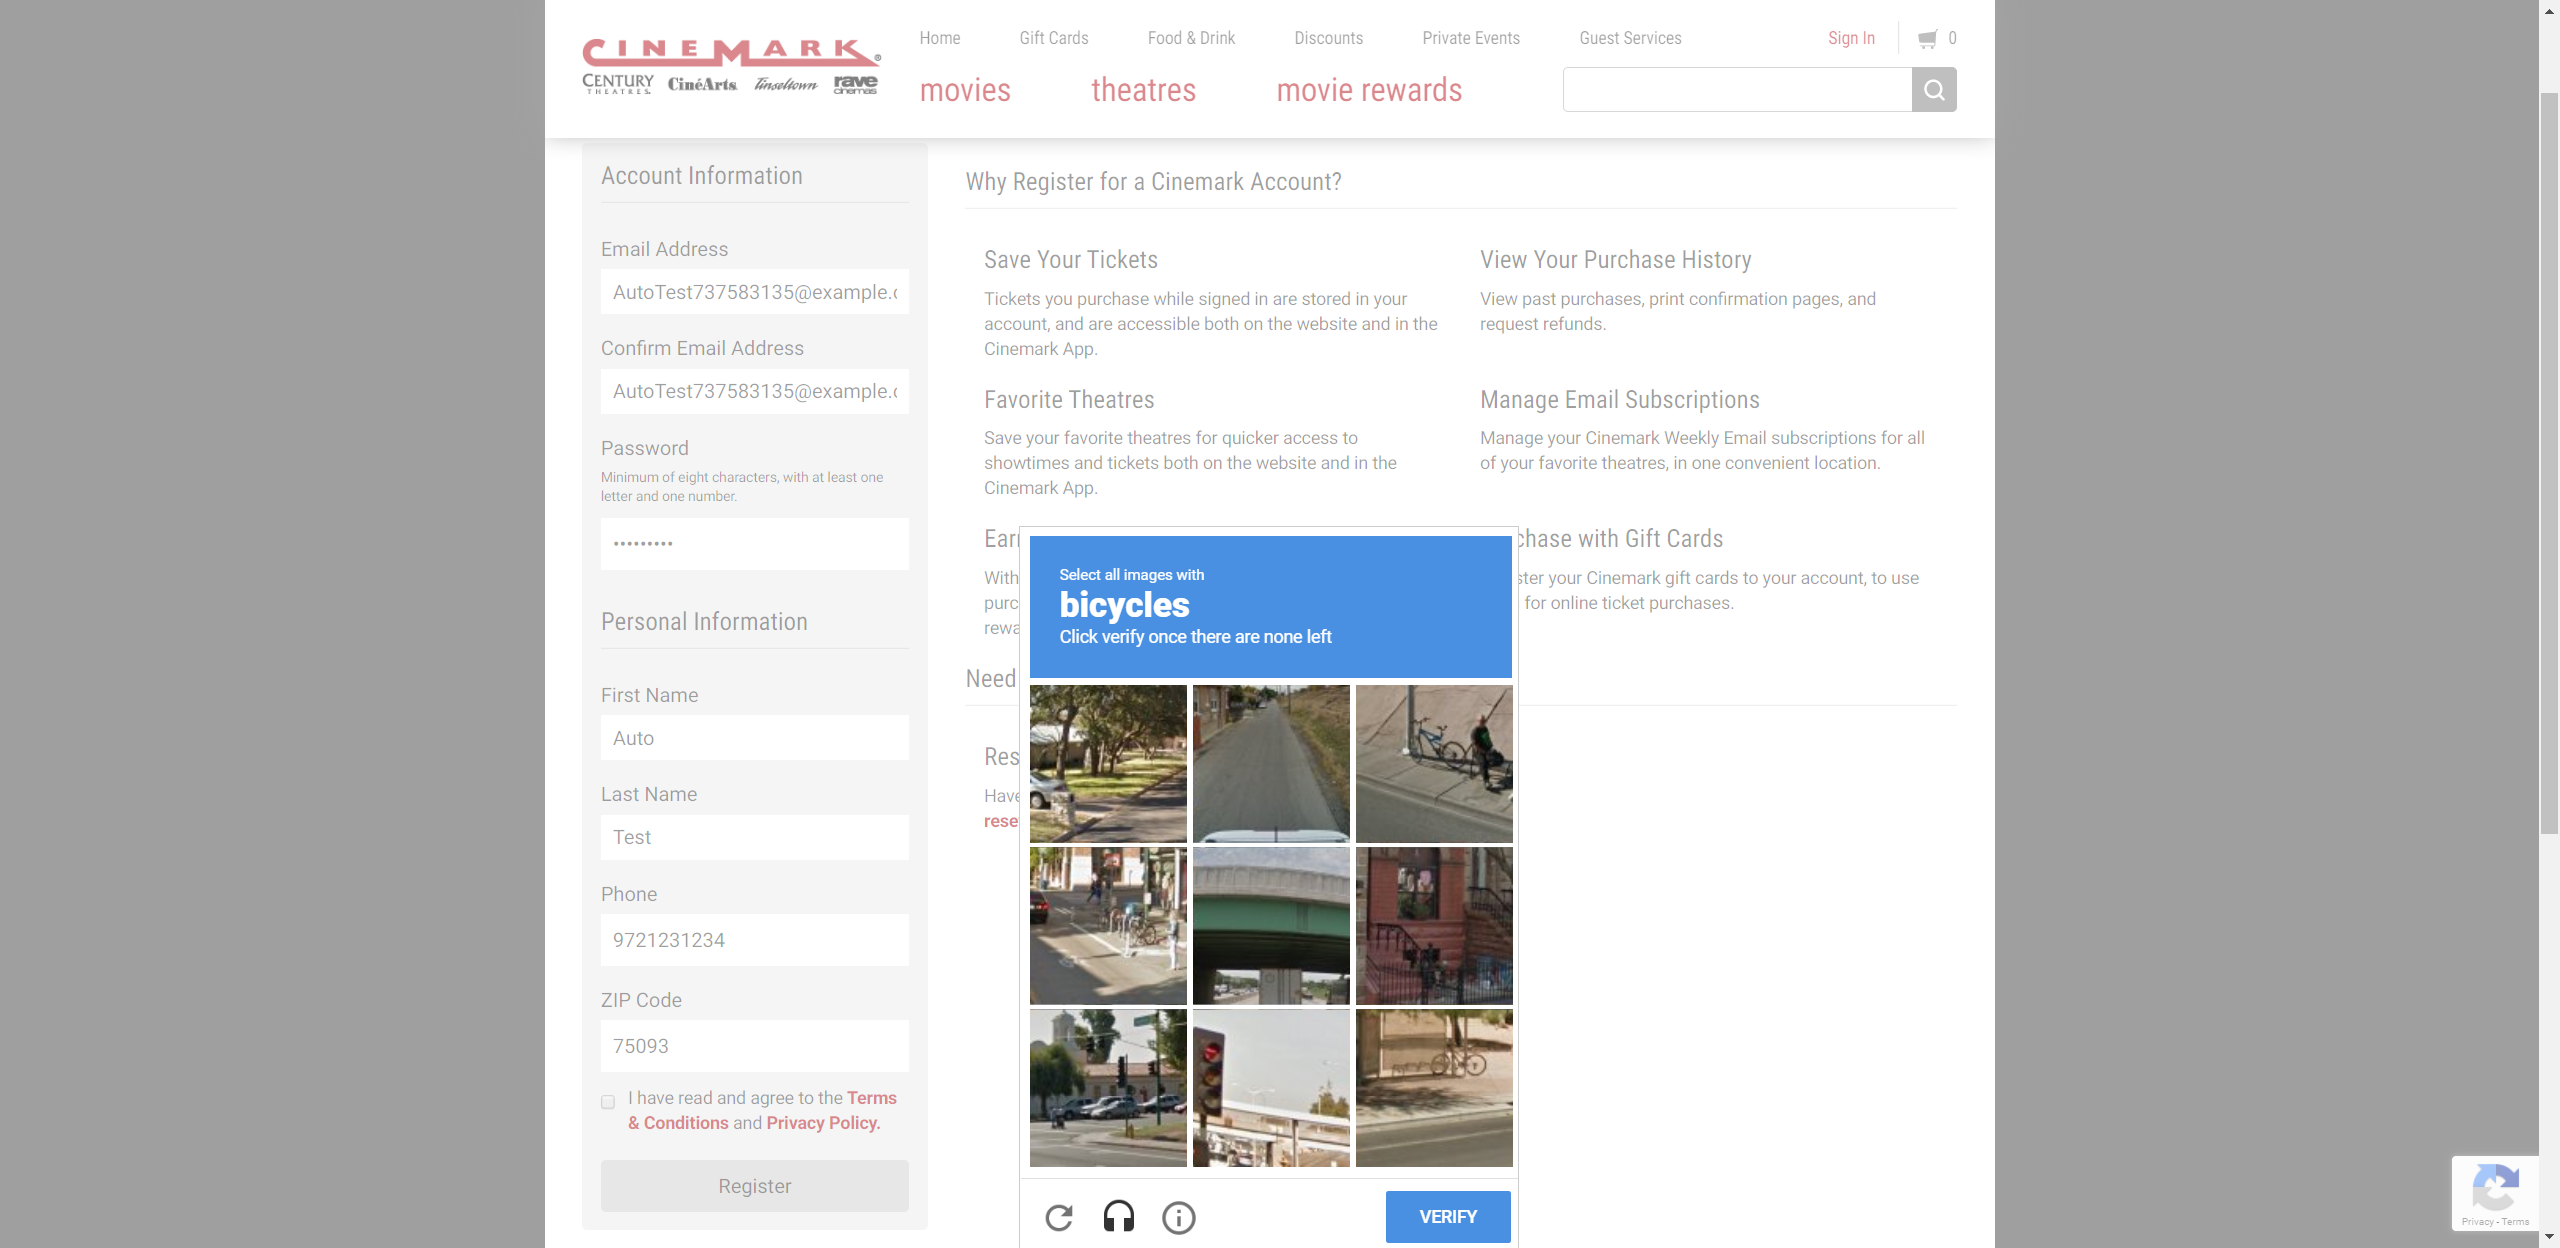 CINEMARK®
CENTURY THEATRES. CinéArts. Tinseltown rave cinemas
Home Gift Cards Food & Drink Discounts Private Events Guest Services Sign In 0
movies theatres movie rewards
Account Information
Email Address
AutoTest737583135@example.c
Confirm Email Address
AutoTest737583135@example.c
Password
Minimum of eight characters, with at least one
letter and one number.
•••••••••
Personal Information
First Name
Auto
Last Name
Test
Phone
9721231234
ZIP Code
75093
I have read and agree to the Terms
& Conditions and Privacy Policy.
Register
Why Register for a Cinemark Account?
Save Your Tickets
Tickets you purchase while signed in are stored in your
account, and are accessible both on the website and in the
Cinemark App.
View Your Purchase History
View past purchases, print confirmation pages, and
request refunds.
Favorite Theatres
Save your favorite theatres for quicker access to
showtimes and tickets both on the website and in the
Cinemark App.
Manage Email Subscriptions
Manage your Cinemark Weekly Email subscriptions for all
of your favorite theatres, in one convenient location.
Ear
With
purc
rewa
chase with Gift Cards
ster your Cinemark gift cards to your account, to use
for online ticket purchases.
Need
Res
Have
rese
Select all images with
bicycles
Click verify once there are none left
VERIFY
Privacy - Terms